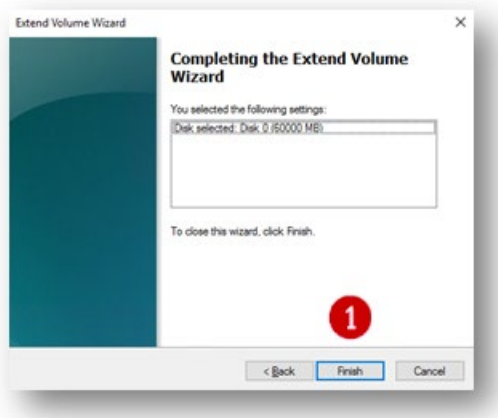 Extend Volume Wizard
Completing the Extend Volume
Wizard
You selected the following settings:
Disk selected: Disk 0 (60000 MB)
To close this wizard, click Finish.
1
< Back Finish Cancel